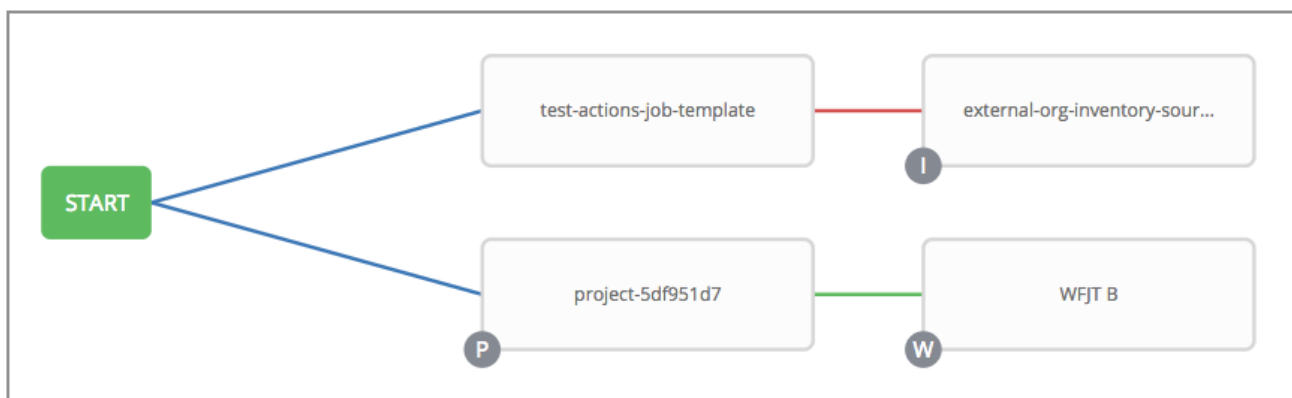 test-actions-job-template
external-org-inventory-sour...
I
START
project-5df951d7
WFJT B
P
W